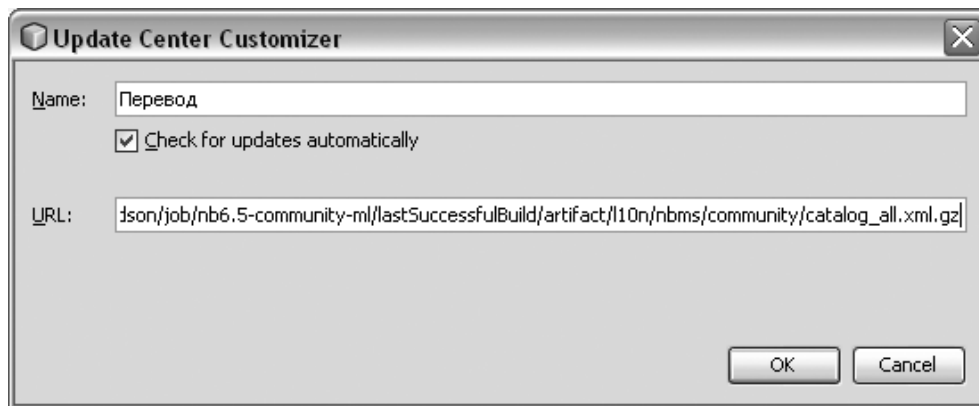 Update Center Customizer
Name: Перевод
Check for updates automatically
URL: dson/job/nb6.5-community-ml/lastSuccessfulBuild/artifact/l10n/nbms/community/catalog_all.xml.gz
OK Cancel